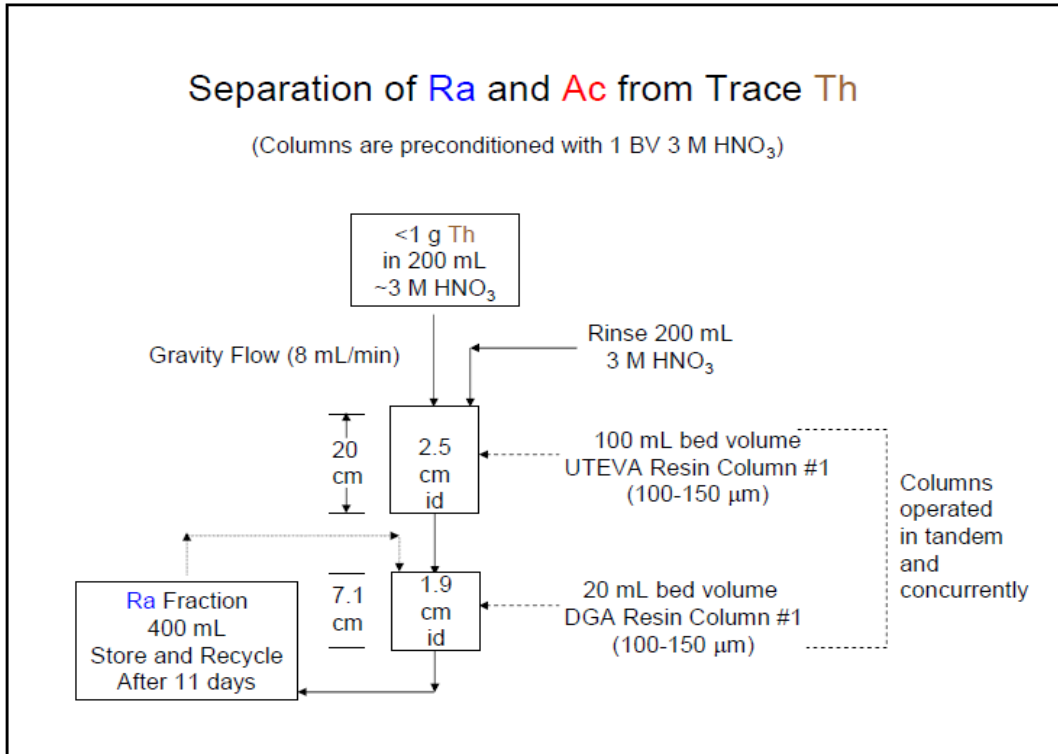 Separation of Ra and Ac from Trace Th
(Columns are preconditioned with 1 BV 3 M HNO₃)
<1 g Th
in 200 mL
~3 M HNO₃
Gravity Flow (8 mL/min)
Rinse 200 mL
3 M HNO₃
20
cm
2.5
cm
id
100 mL bed volume
UTEVA Resin Column #1
(100-150 μm)
Columns
operated
in tandem
and
concurrently
Ra Fraction
400 mL
Store and Recycle
After 11 days
7.1
cm
1.9
cm
id
20 mL bed volume
DGA Resin Column #1
(100-150 μm)